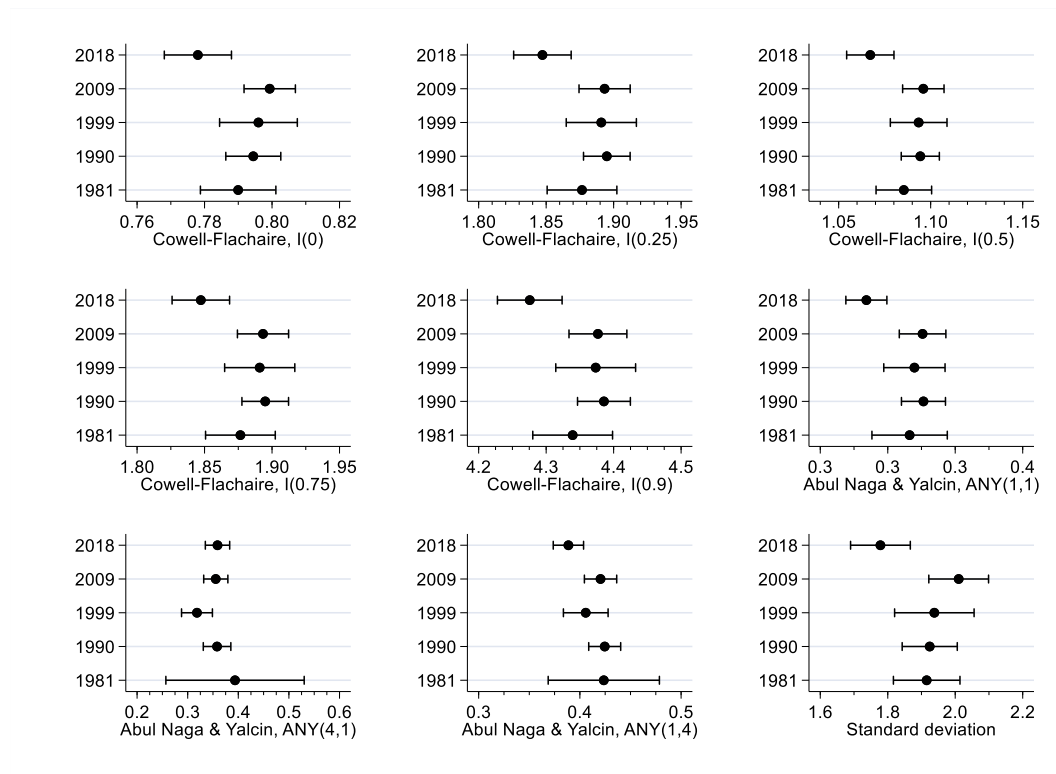 2018
2009
1999
1990
1981
0.76 0.78 0.80 0.82
Cowell-Flachaire, I(0)
2018
2009
1999
1990
1981
1.80 1.85 1.90 1.95
Cowell-Flachaire, I(0.25)
2018
2009
1999
1990
1981
1.05 1.10 1.15
Cowell-Flachaire, I(0.5)
2018
2009
1999
1990
1981
1.80 1.85 1.90 1.95
Cowell-Flachaire, I(0.75)
2018
2009
1999
1990
1981
4.2 4.3 4.4 4.5
Cowell-Flachaire, I(0.9)
2018
2009
1999
1990
1981
0.3 0.3 0.3 0.4
Abul Naga & Yalcin, ANY(1,1)
2018
2009
1999
1990
1981
0.2 0.3 0.4 0.5 0.6
Abul Naga & Yalcin, ANY(4,1)
2018
2009
1999
1990
1981
0.3 0.4 0.5
Abul Naga & Yalcin, ANY(1,4)
2018
2009
1999
1990
1981
1.6 1.8 2.0 2.2
Standard deviation